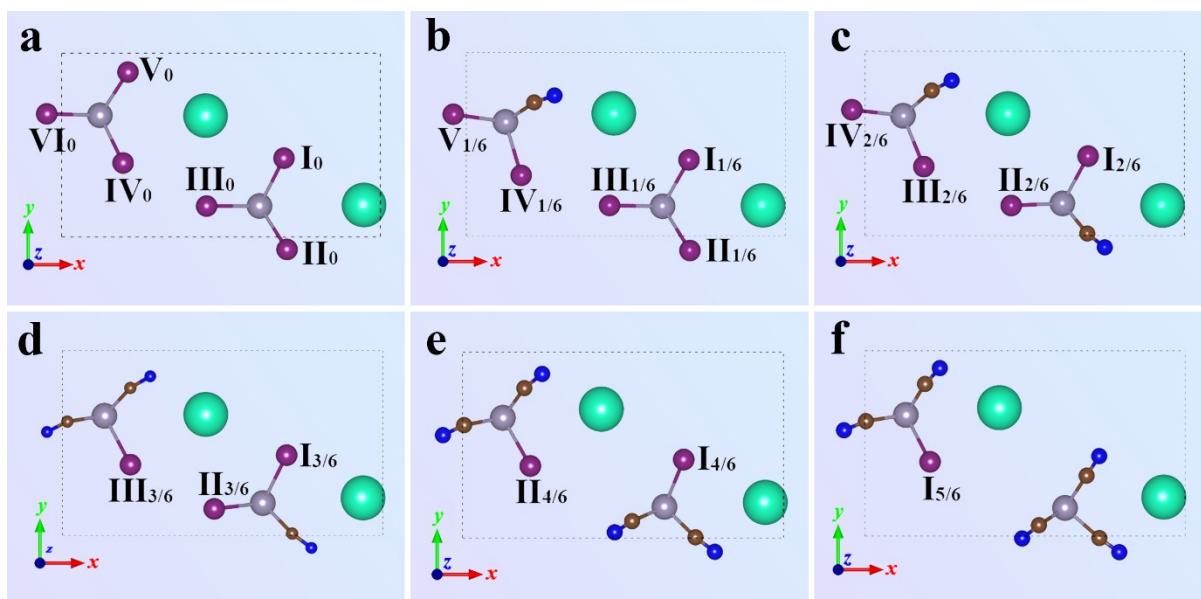 a
V0
VI0
IV0
I0
III0
II0
y
z
x
b
V1/6
IV1/6
I1/6
III1/6
II1/6
y
z
x
c
IV2/6
III2/6
I2/6
II2/6
y
z
x
d
III3/6
I3/6
II3/6
y
z
x
e
II4/6
I4/6
y
z
x
f
I5/6
y
z
x